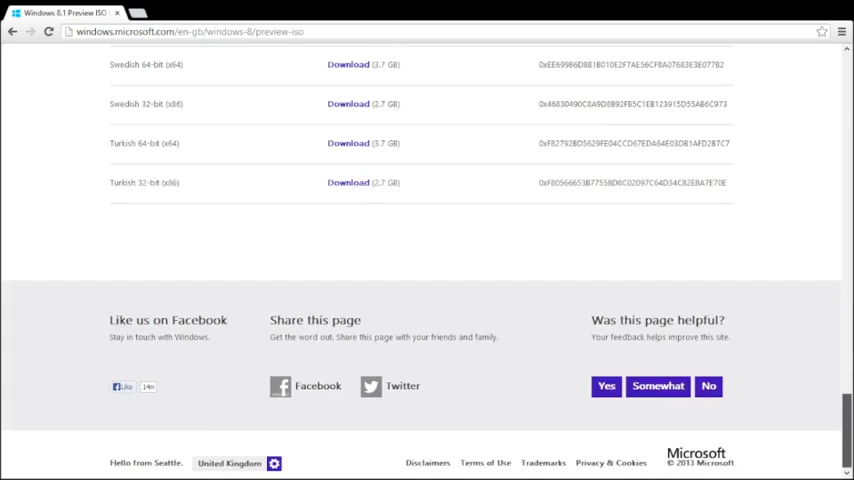 Windows 8.1 Preview ISO
windows.microsoft.com/en-gb/windows-8/preview-iso
Swedish 64-bit (x64) Download (3.7 GB) 0xEE69986D8B1D010E2F7AE56CF8A07683E3E077B2
Swedish 32-bit (x86) Download (2.7 GB) 0x46830490C8A9D8B92FB5C1EB123915D55AB6C973
Turkish 64-bit (x64) Download (3.7 GB) 0xF82792BD5629FE04CCD67EDA64E03DB1AFD2B7C7
Turkish 32-bit (x86) Download (2.7 GB) 0xF80566653B77558D8C02097C64D34C82E8A7E70E
Like us on Facebook Share this page Was this page helpful?
Stay in touch with Windows. Get the word out. Share this page with your friends and family. Your feedback helps improve this site.
Like 14m Facebook Twitter Yes Somewhat No
Hello from Seattle. United Kingdom Disclaimers Terms of Use Trademarks Privacy & Cookies
Microsoft
© 2013 Microsoft